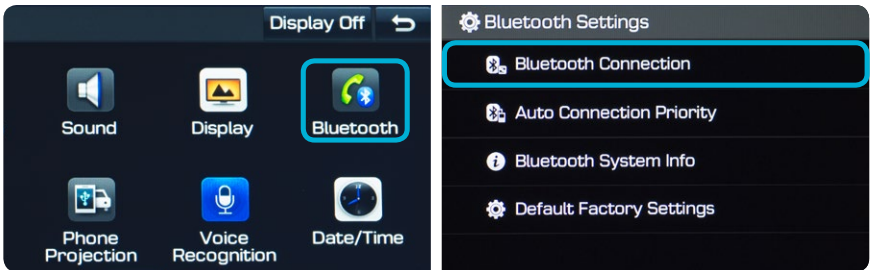 Display Off
Sound
Display
Bluetooth
Phone
Projection
Voice
Recognition
Date/Time
Bluetooth Settings
Bluetooth Connection
Auto Connection Priority
Bluetooth System Info
Default Factory Settings